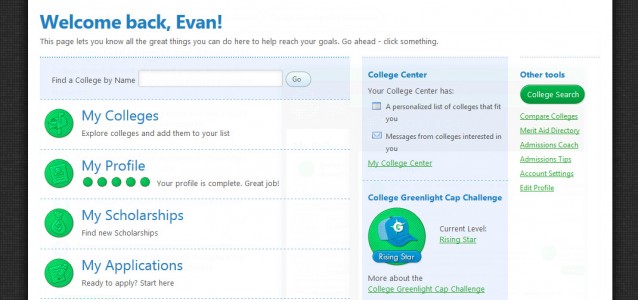 Welcome back, Evan!
This page lets you know all the great things you can do here to help reach your goals. Go ahead - click something.
Find a College by Name
Go
My Colleges
Explore colleges and add them to your list
My Profile
Your profile is complete. Great job!
My Scholarships
Find new Scholarships
My Applications
Ready to apply? Start here
College Center
Your College Center has:
A personalized list of colleges that fit
you
Messages from colleges interested in
you
My College Center
College Greenlight Cap Challenge
G
Rising Star
Current Level:
Rising Star
More about the
College Greenlight Cap Challenge
Other tools
College Search
Compare Colleges
Merit Aid Directory
Admissions Coach
Admissions Tips
Account Settings
Edit Profile